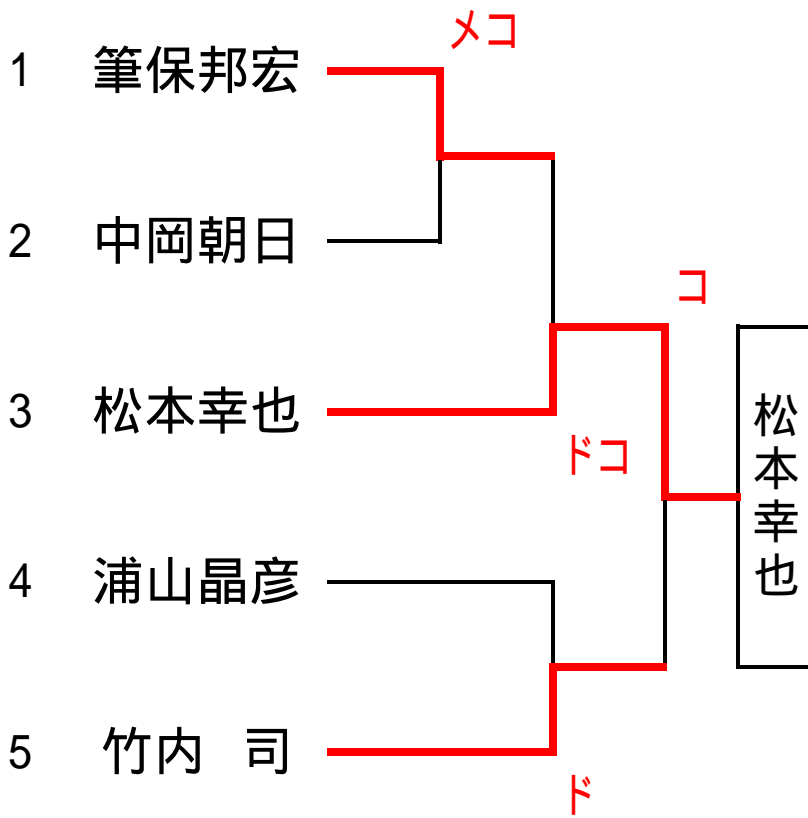 メコ
1 筆保邦宏
2 中岡朝日
コ
3 松本幸也
ドコ
松本幸也
4 浦山晶彦
5 竹内 司
ド